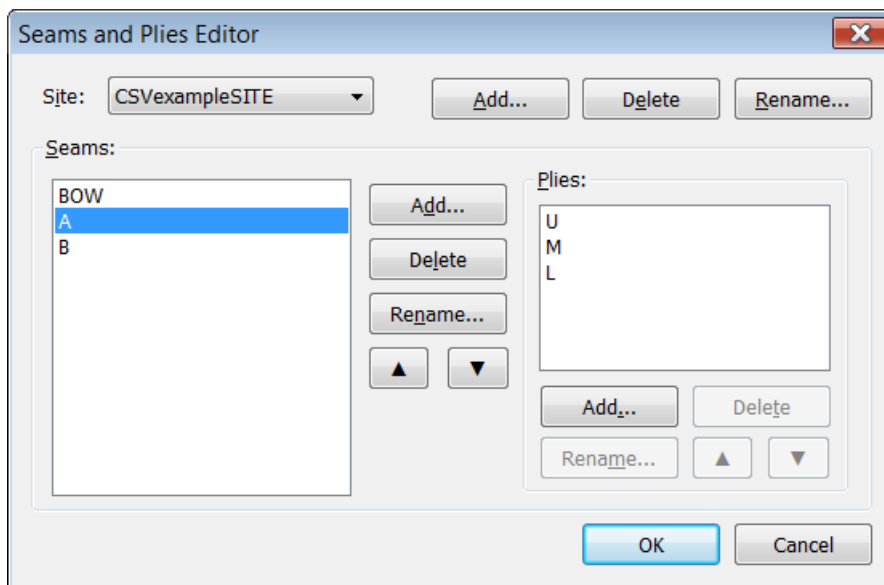 Seams and Plies Editor
Site: CSVexampleSITE Add... Delete Rename...
Seams:
BOW
A
B
Add...
Delete
Rename...
Plies:
U
M
L
Add... Delete
Rename...
OK Cancel